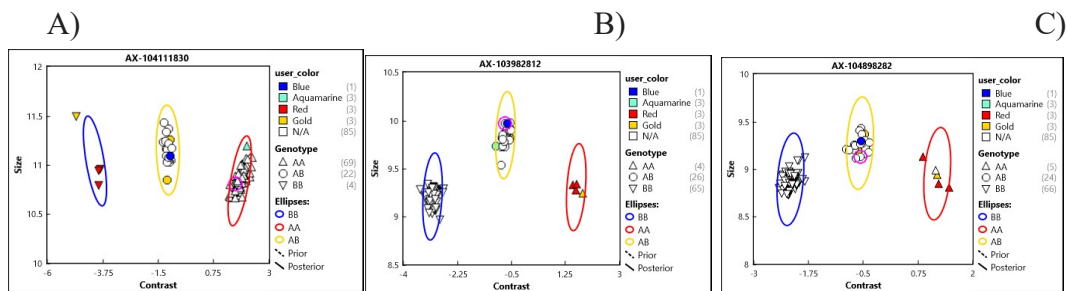 A)
B)
C)
AX-104111830
Size
12
11.5
11
10.5
10
-6
-3.75
-1.5
0.75
3
Contrast
user_color
Blue (1)
Aquamarine (3)
Red (3)
Gold (3)
N/A (85)
Genotype
AA (69)
AB (22)
BB (4)
Ellipses:
BB
AA
AB
Prior
Posterior
AX-103982812
Size
10.5
10
9.5
9
8.5
-4
-2.25
-0.5
1.25
3
Contrast
user_color
Blue (1)
Aquamarine (3)
Red (3)
Gold (3)
N/A (85)
Genotype
AA (4)
AB (26)
BB (65)
Ellipses:
BB
AA
AB
Prior
Posterior
AX-104898282
Size
10
9.5
9
8.5
8
-3
-1.75
-0.5
0.75
2
Contrast
user_color
Blue (1)
Aquamarine (3)
Red (3)
Gold (3)
N/A (85)
Genotype
AA (5)
AB (24)
BB (66)
Ellipses:
BB
AA
AB
Prior
Posterior